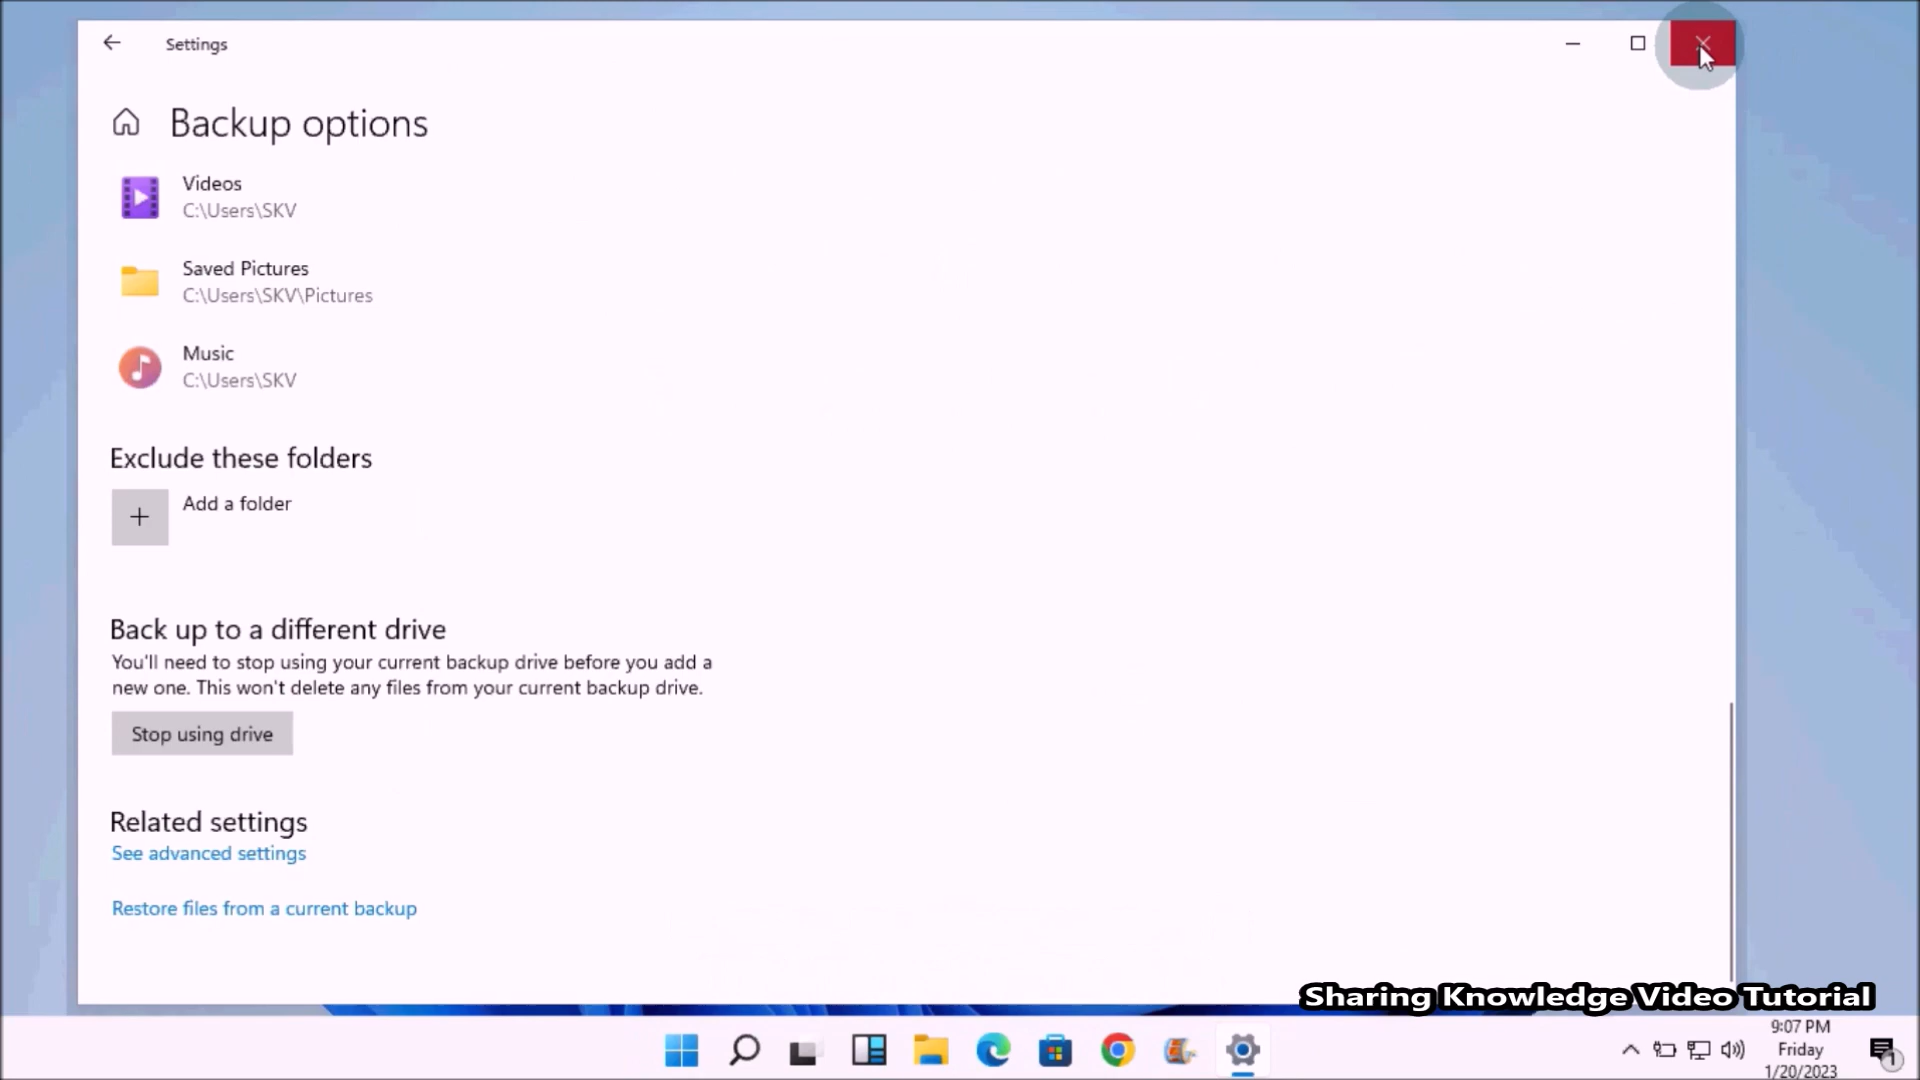 Settings
Backup options
Videos
C:\Users\SKV
Saved Pictures
C:\Users\SKV\Pictures
Music
C:\Users\SKV
Exclude these folders
Add a folder
Back up to a different drive
You'll need to stop using your current backup drive before you add a
new one. This won't delete any files from your current backup drive.
Stop using drive
Related settings
See advanced settings
Restore files from a current backup
Sharing Knowledge Video Tutorial
9:07 PM
Friday
1/20/2023
1